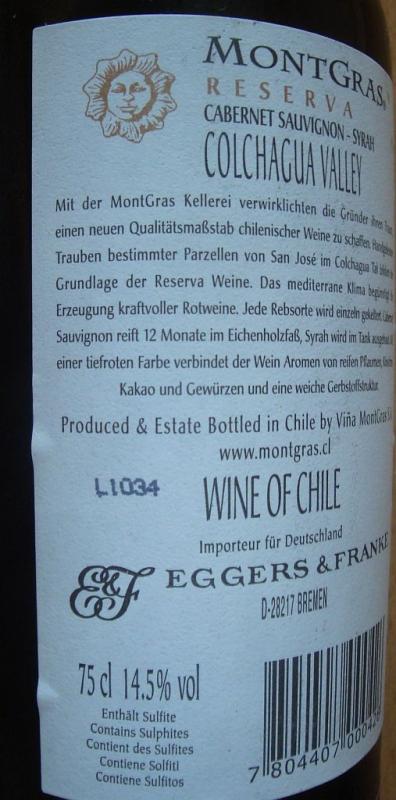 MONTGRAS
RESERVA
CABERNET SAUVIGNON - SYRAH
COLCHAGUA VALLEY
Mit der MontGras Kellerei verwirklichten die Gründer ihren
einen neuen Qualitätsmaßstab chilenischer Weine zu schaffen.
Trauben bestimmter Parzellen von San José im Colchagua Tal
Grundlage der Reserva Weine. Das mediterrane Klima begünstigt
Erzeugung kraftvoller Rotweine. Jede Rebsorte wird einzeln gekeltert.
Sauvignon reift 12 Monate im Eichenholzfaß, Syrah wird im Tank
einer tiefroten Farbe verbindet der Wein Aromen von reifen Pflaumen,
Kakao und Gewürzen und eine weiche Gerbstoffstruktur.
Produced & Estate Bottled in Chile by Viña MontGras
www.montgras.cl
L1034
WINE OF CHILE
Importeur für Deutschland
E&F EGGERS & FRANKE
D-28217 BREMEN
75 cl 14.5% vol
Enthält Sulfite
Contains Sulphites
Contient des Sulfites
Contiene Solfiti
Contiene Sulfitos
7 804407 000426